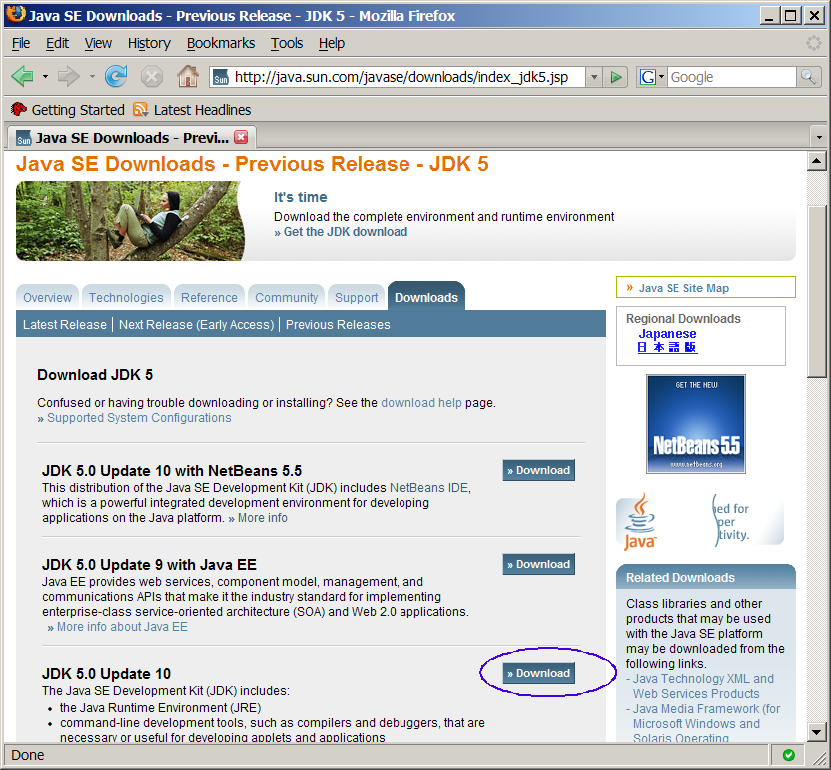 Java SE Downloads - Previous Release - JDK 5 - Mozilla Firefox
File Edit View History Bookmarks Tools Help
Sun http://java.sun.com/javase/downloads/index_jdk5.jsp G Google
Getting Started Latest Headlines
Sun Java SE Downloads - Previ...
Java SE Downloads - Previous Release - JDK 5
It's time
Download the complete environment and runtime environment
» Get the JDK download
Overview Technologies Reference Community Support Downloads
Latest Release | Next Release (Early Access) | Previous Releases
Download JDK 5
Confused or having trouble downloading or installing? See the download help page.
» Supported System Configurations
JDK 5.0 Update 10 with NetBeans 5.5
» Download
This distribution of the Java SE Development Kit (JDK) includes NetBeans IDE,
which is a powerful integrated development environment for developing
applications on the Java platform. » More info
JDK 5.0 Update 9 with Java EE
» Download
Java EE provides web services, component model, management, and
communications APIs that make it the industry standard for implementing
enterprise-class service-oriented architecture (SOA) and Web 2.0 applications.
» More info about Java EE
JDK 5.0 Update 10
» Download
The Java SE Development Kit (JDK) includes:
• the Java Runtime Environment (JRE)
• command-line development tools, such as compilers and debuggers, that are
necessary or useful for developing applets and applications
» Java SE Site Map
Regional Downloads
Japanese
日本語版
GET THE NEW
NetBeans 5.5
www.netbeans.org
Java
ned for
per
tivity.
Related Downloads
Class libraries and other
products that may be used
with the Java SE platform
may be downloaded from the
following links.
- Java Technology XML and
Web Services Products
- Java Media Framework (for
Microsoft Windows and
Solaris Operating
Done